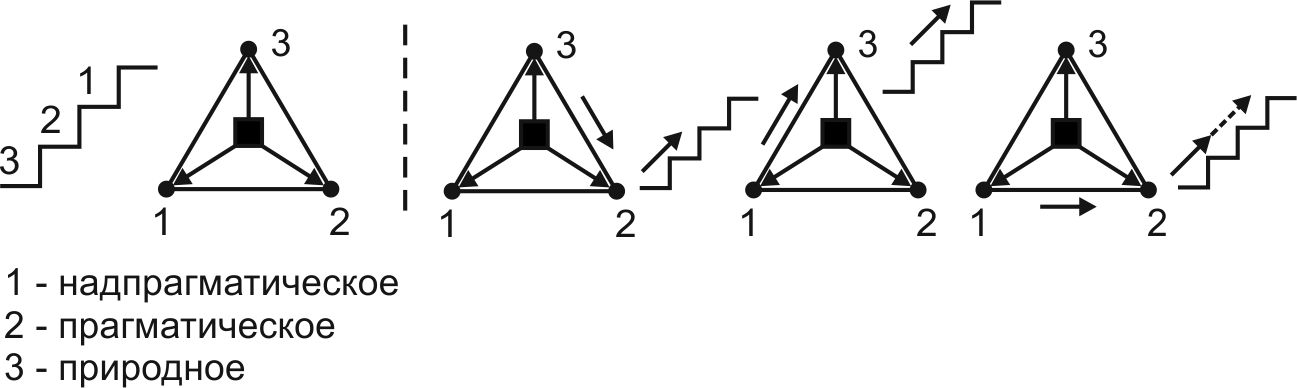 3 2 1
3
1 2
3
1 2
3
1 2
3
1 2
1 - надпрагматическое
2 - прагматическое
3 - природное